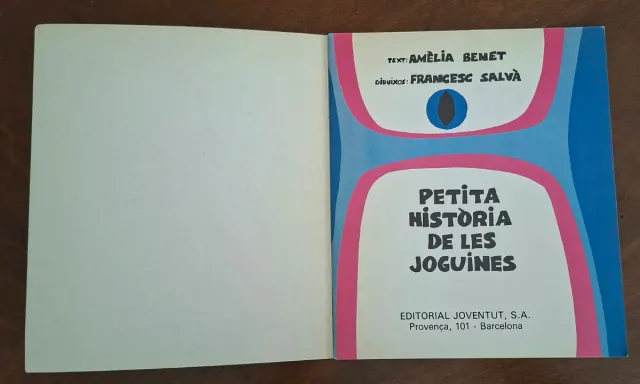 TEXT: AMÈLIA BENET
DIBUIXOS: FRANCESC SALVÀ
PETITA
HISTÒRIA
DE LES
JOGUINES
EDITORIAL JOVENTUT, S.A.
Provença, 101 - Barcelona